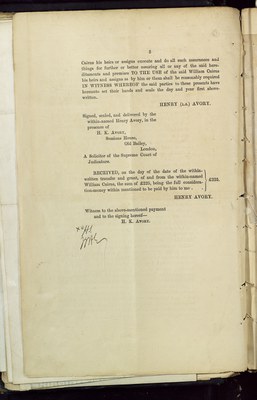 3
Cairns his heirs or assigns execute and do all such assurances and
things for further or better assuring all or any of the said here-
ditaments and premises TO THE USE of the said William Cairns
his heirs and assigns as by him or them shall be reasonably required
IN WITNESS WHEREOF the said parties to these presents have
hereunto set their hands and seals the day and year first above-
written.
HENRY (L.S.) AVORY.
Signed, sealed, and delivered by the
within-named Henry Avory, in the
presence of
H. K. AVORY,
Sessions House,
Old Bailey,
London,
A Solicitor of the Supreme Court of
Judicature.
RECEIVED, on the day of the date of the within-
written transfer and grant, of and from the within-named
William Cairns, the sum of £225, being the full considera-
tion-money within mentioned to be paid by him to me.
£225.
HENRY AVORY.
Witness to the above-mentioned payment
and to the signing hereof—
H. K. AVORY.